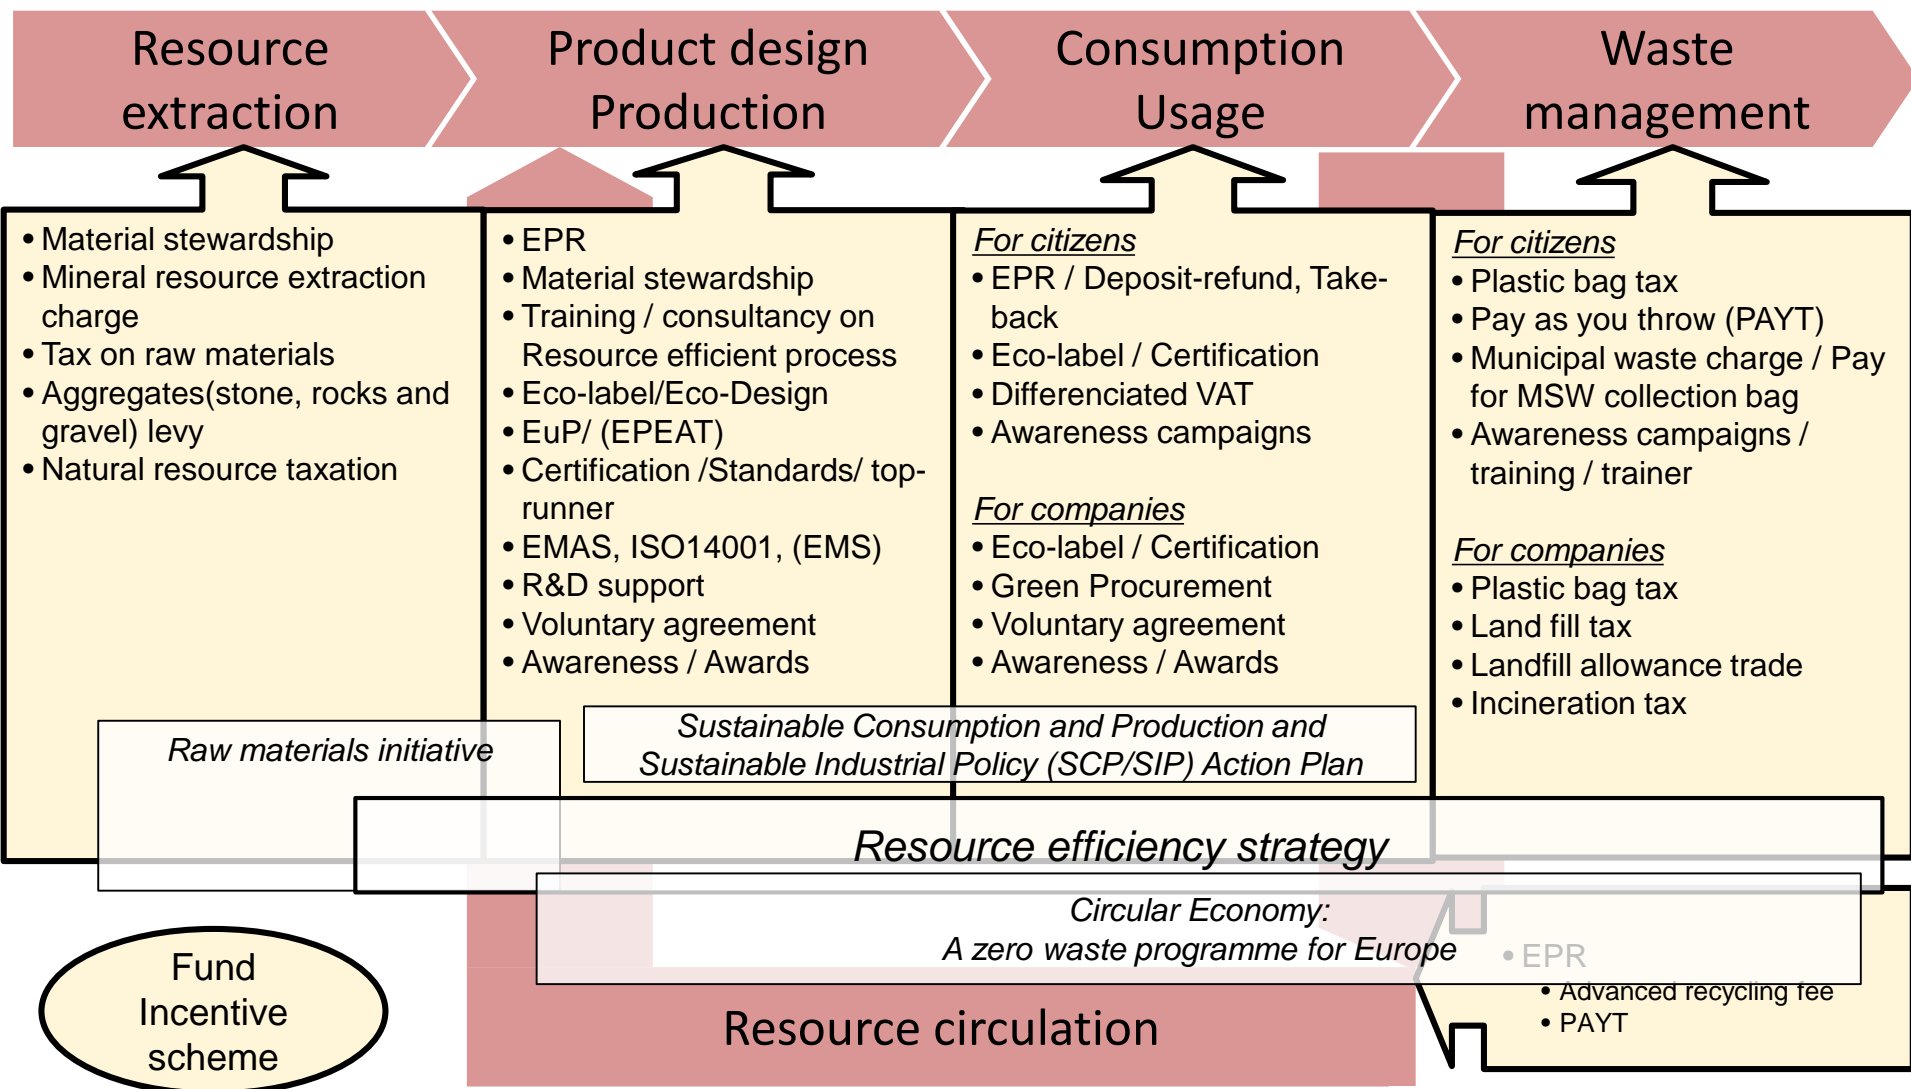 Resource
extraction
Product design
Production
Consumption
Usage
Waste
management
• Material stewardship
• Mineral resource extraction
charge
• Tax on raw materials
• Aggregates(stone, rocks and
gravel) levy
• Natural resource taxation
• EPR
• Material stewardship
• Training / consultancy on
Resource efficient process
• Eco-label/Eco-Design
• EuP/ (EPEAT)
• Certification /Standards/ top-
runner
• EMAS, ISO14001, (EMS)
• R&D support
• Voluntary agreement
• Awareness / Awards
For citizens
• EPR / Deposit-refund, Take-
back
• Eco-label / Certification
• Differenciated VAT
• Awareness campaigns
For companies
• Eco-label / Certification
• Green Procurement
• Voluntary agreement
• Awareness / Awards
For citizens
• Plastic bag tax
• Pay as you throw (PAYT)
• Municipal waste charge / Pay
for MSW collection bag
• Awareness campaigns /
training / trainer
For companies
• Plastic bag tax
• Land fill tax
• Landfill allowance trade
• Incineration tax
Raw materials initiative
Sustainable Consumption and Production and
Sustainable Industrial Policy (SCP/SIP) Action Plan
Resource efficiency strategy
Circular Economy:
A zero waste programme for Europe
• EPR
• Advanced recycling fee
• PAYT
Fund
Incentive
scheme
Resource circulation